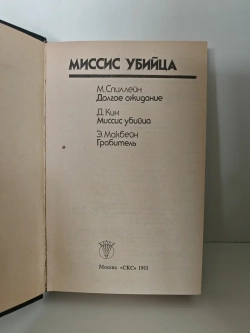 МИССИС УБИЙЦА
М. Спиллейн
Долгое ожидание
Д. Кин
Миссис убийца
Э. Макбейн
Грабитель
Москва «СКС» 1993